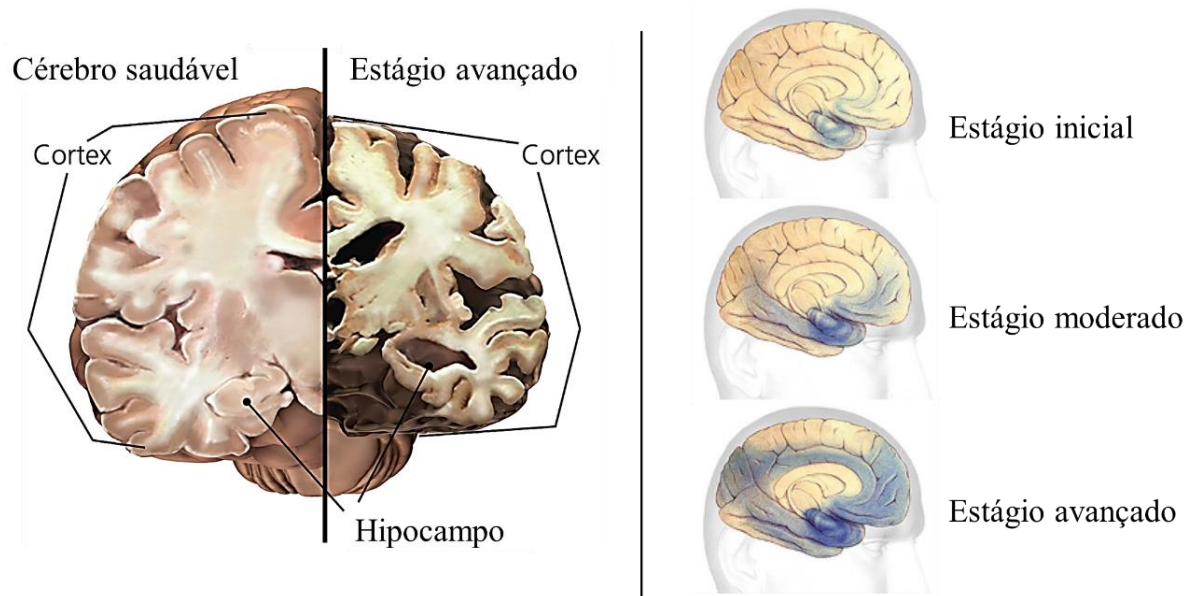 Cérebro saudável
Estágio avançado
Cortex
Cortex
Hipocampo
Estágio inicial
Estágio moderado
Estágio avançado